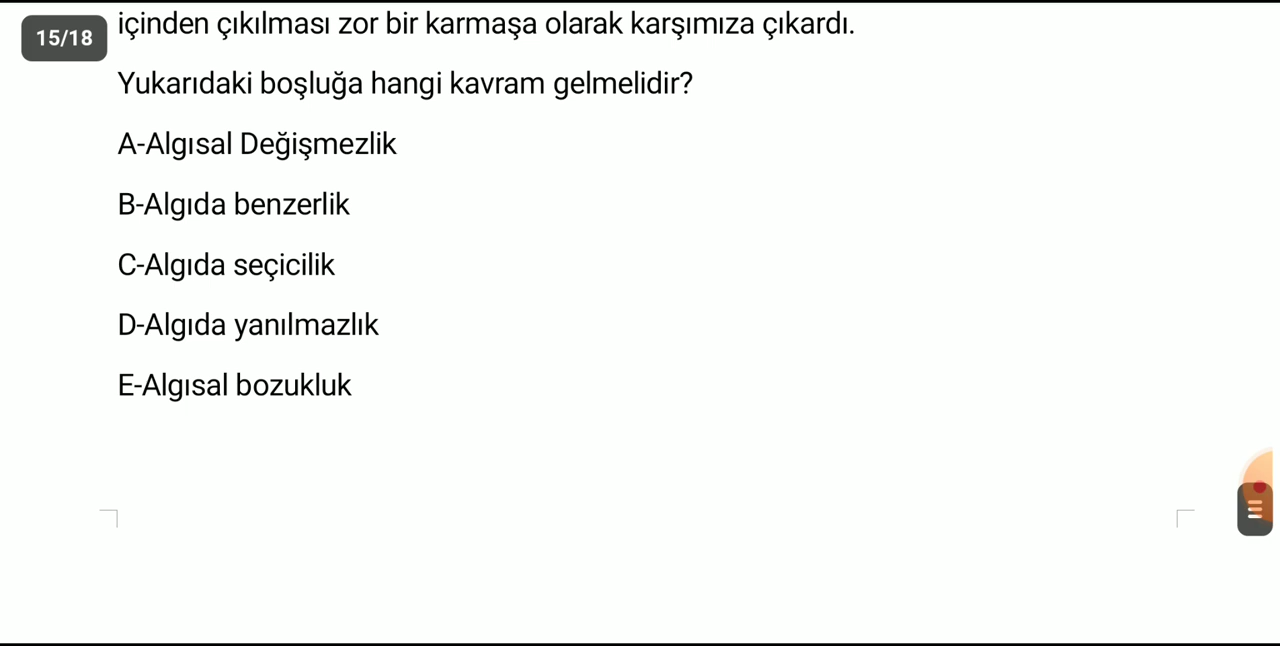 15/18
içinden çıkılması zor bir karmaşa olarak karşımıza çıkardı.
Yukarıdaki boşluğa hangi kavram gelmelidir?
A-Algısal Değişmezlik
B-Algıda benzerlik
C-Algıda seçicilik
D-Algıda yanılmazlık
E-Algısal bozukluk